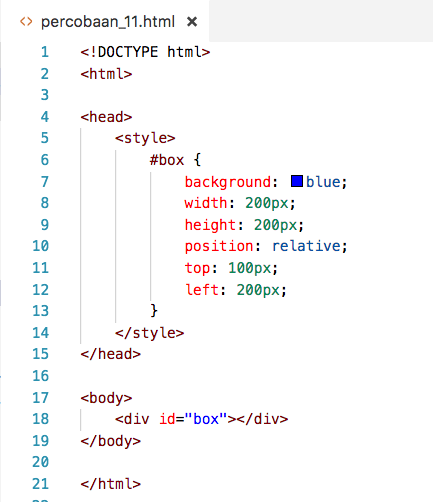 percobaan_11.html
1 <!DOCTYPE html>
2 <html>
3
4 <head>
5     <style>
6         #box {
7             background: blue;
8             width: 200px;
9             height: 200px;
10             position: relative;
11             top: 100px;
12             left: 200px;
13         }
14     </style>
15 </head>
16
17 <body>
18     <div id="box"></div>
19 </body>
20
21 </html>